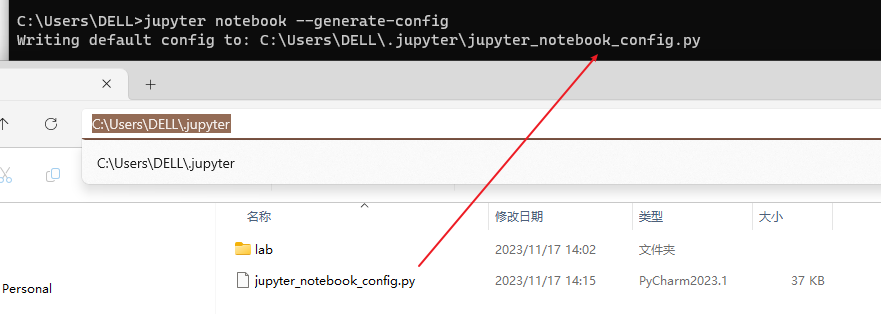 C:\Users\DELL>jupyter notebook --generate-config
Writing default config to: C:\Users\DELL\.jupyter\jupyter_notebook_config.py
C:\Users\DELL\.jupyter
C:\Users\DELL\.jupyter
名称 修改日期 类型 大小
lab 2023/11/17 14:02 文件夹
jupyter_notebook_config.py 2023/11/17 14:15 PyCharm2023.1 37 KB
Personal